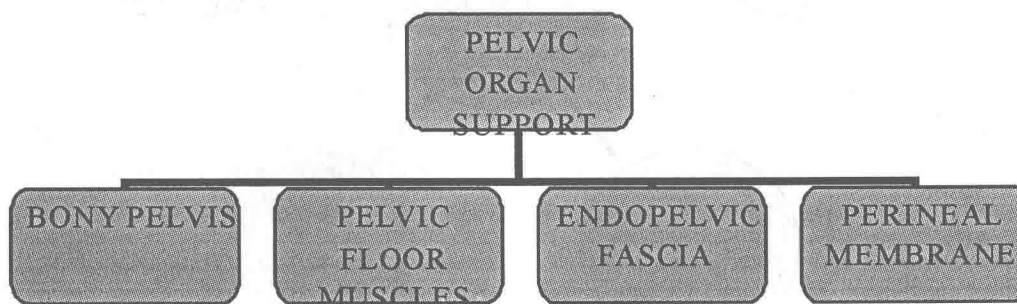 PELVIC
ORGAN
SUPPORT
BONY PELVIS
PELVIC
FLOOR
MUSCLES
ENDOPELVIC
FASCIA
PERINEAL
MEMBRANE